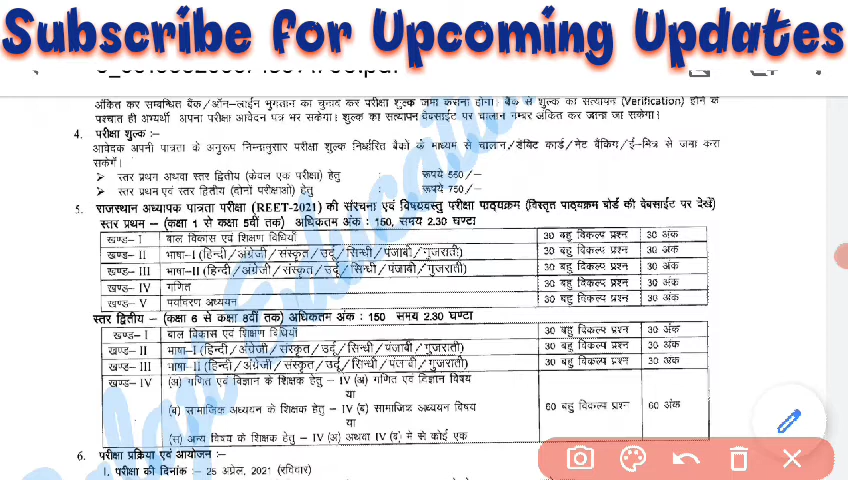 Subscribe for Upcoming Updates
अंकित कर सम्बन्धित बैंक/ऑन-लाईन भुगतान का चुनाव कर परीक्षा शुल्क जमा कराना होगा। बैंक से शुल्क का सत्यापन (Verification) होने के
पश्चात ही अभ्यर्थी अपना परीक्षा आवेदन पत्र भर सकेगा। शुल्क का सत्यापन वेबसाईट पर चालान नम्बर अंकित कर जाना जा सकेगा।
4. परीक्षा शुल्क :–
आवेदक अपनी पात्रता के अनुरूप निम्नानुसार परीक्षा शुल्क निर्धारित बैंकों के माध्यम से चालान/डेबिट कार्ड/नेट बैंकिंग/ई-मित्र से जमा करा
सकेगें।
➢ स्तर प्रथम अथवा स्तर द्वितीय (केवल एक परीक्षा) हेतु रूपये 550/–
➢ स्तर प्रथम एवं स्तर द्वितीय (दोनों परीक्षाओं) हेतु : रूपये 750/–
5. राजस्थान अध्यापक पात्रता परीक्षा (REET-2021) की संरचना एवं विषयवस्तु परीक्षा पाठ्यक्रम (विस्तृत पाठ्यक्रम बोर्ड की वेबसाईट पर देखें)
स्तर प्रथम – (कक्षा 1 से कक्षा 5वीं तक) अधिकतम अंक : 150, समय 2.30 घण्टा
खण्ड– I बाल विकास एवं शिक्षण विधियाँ 30 बहु विकल्प प्रश्न 30 अंक
खण्ड– II भाषा-I (हिन्दी/अंग्रेजी/संस्कृत/उर्दू/सिन्धी/पंजाबी/गुजराती) 30 बहु विकल्प प्रश्न 30 अंक
खण्ड– III भाषा-II (हिन्दी/अंग्रेजी/संस्कृत/उर्दू/सिन्धी/पंजाबी/गुजराती) 30 बहु विकल्प प्रश्न 30 अंक
खण्ड– IV गणित 30 बहु विकल्प प्रश्न 30 अंक
खण्ड– V पर्यावरण अध्ययन 30 बहु विकल्प प्रश्न 30 अंक
स्तर द्वितीय – (कक्षा 6 से कक्षा 8वीं तक) अधिकतम अंक : 150 समय 2.30 घण्टा
खण्ड– I बाल विकास एवं शिक्षण विधियाँ 30 बहु विकल्प प्रश्न 30 अंक
खण्ड– II भाषा-I (हिन्दी/अंग्रेजी/संस्कृत/उर्दू/सिन्धी/पंजाबी/गुजराती) 30 बहु विकल्प प्रश्न 30 अंक
खण्ड– III भाषा-II (हिन्दी/अंग्रेजी/संस्कृत/उर्दू/सिन्धी/पंजाबी/गुजराती) 30 बहु विकल्प प्रश्न 30 अंक
खण्ड– IV (अ) गणित एवं विज्ञान के शिक्षक हेतु – IV (अ) गणित एवं विज्ञान विषय
या
(ब) सामाजिक अध्ययन के शिक्षक हेतु – IV (ब) सामाजिक अध्ययन विषय 60 बहु विकल्प प्रश्न 60 अंक
या
(स) अन्य विषय के शिक्षक हेतु – IV (अ) अथवा IV (ब) में से कोई एक
6. परीक्षा प्रक्रिया एवं आयोजन :–
I. परीक्षा की दिनांक :– 25 अप्रेल, 2021 (रविवार)